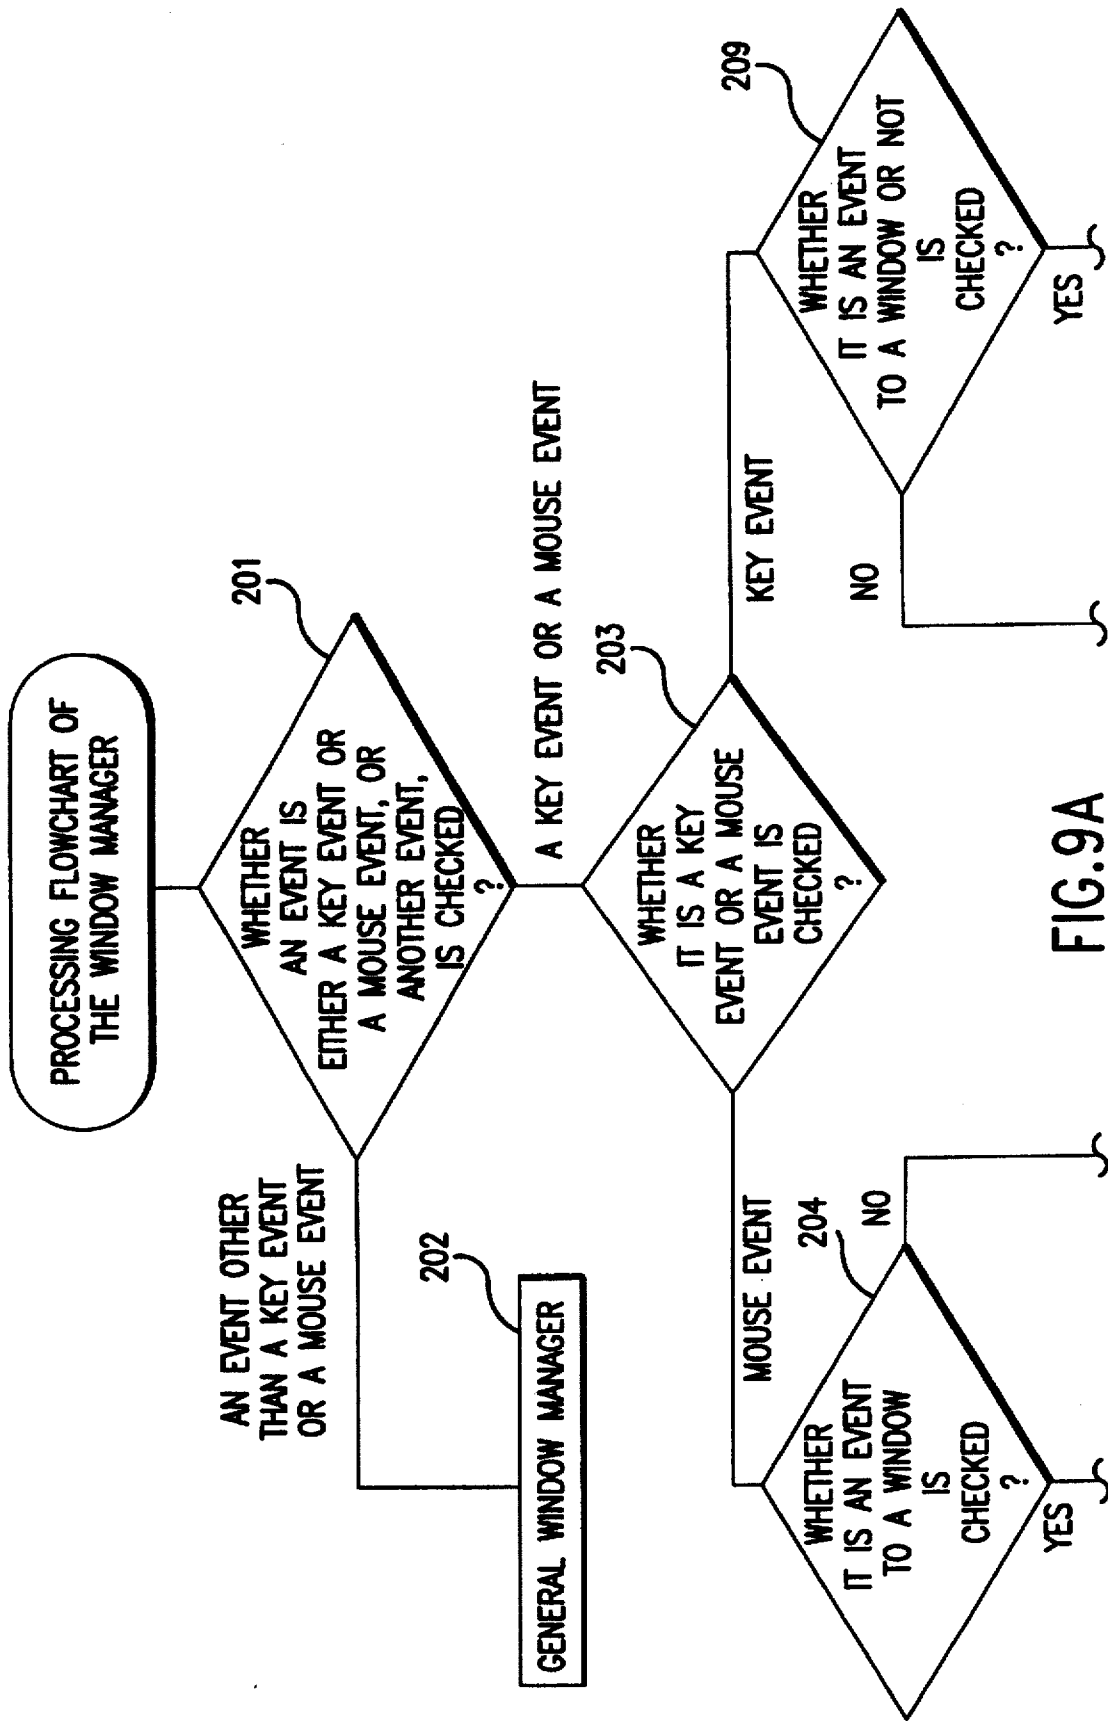 PROCESSING FLOWCHART OF
THE WINDOW MANAGER
201
WHETHER
AN EVENT IS
EITHER A KEY EVENT OR
A MOUSE EVENT, OR
ANOTHER EVENT,
IS CHECKED
?
AN EVENT OTHER
THAN A KEY EVENT
OR A MOUSE EVENT
202
GENERAL WINDOW MANAGER
A KEY EVENT OR A MOUSE EVENT
203
WHETHER
IT IS A KEY
EVENT OR A MOUSE
EVENT IS
CHECKED
?
MOUSE EVENT
KEY EVENT
204
WHETHER
IT IS AN EVENT
TO A WINDOW
IS
CHECKED
?
NO
YES
209
WHETHER
IT IS AN EVENT
TO A WINDOW OR NOT
IS
CHECKED
?
NO
YES
FIG.9A